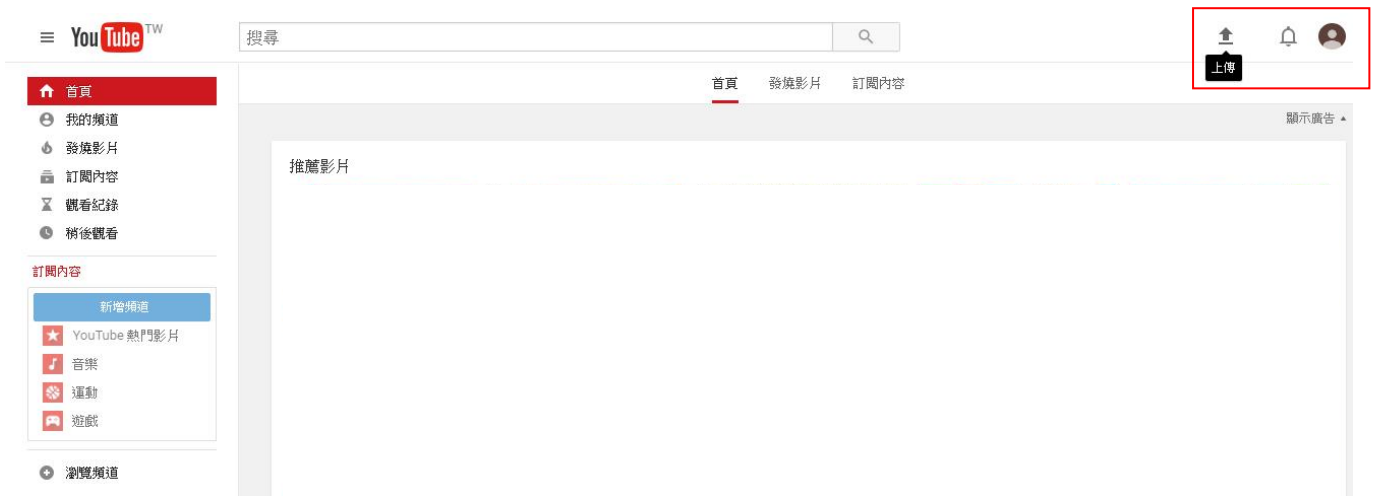 YouTube TW
搜尋
上傳
首頁
我的頻道
發燒影片
訂閱內容
觀看紀錄
稍後觀看
訂閱內容
新增頻道
YouTube 熱門影片
音樂
運動
遊戲
瀏覽頻道
首頁 發燒影片 訂閱內容
顯示廣告
推薦影片